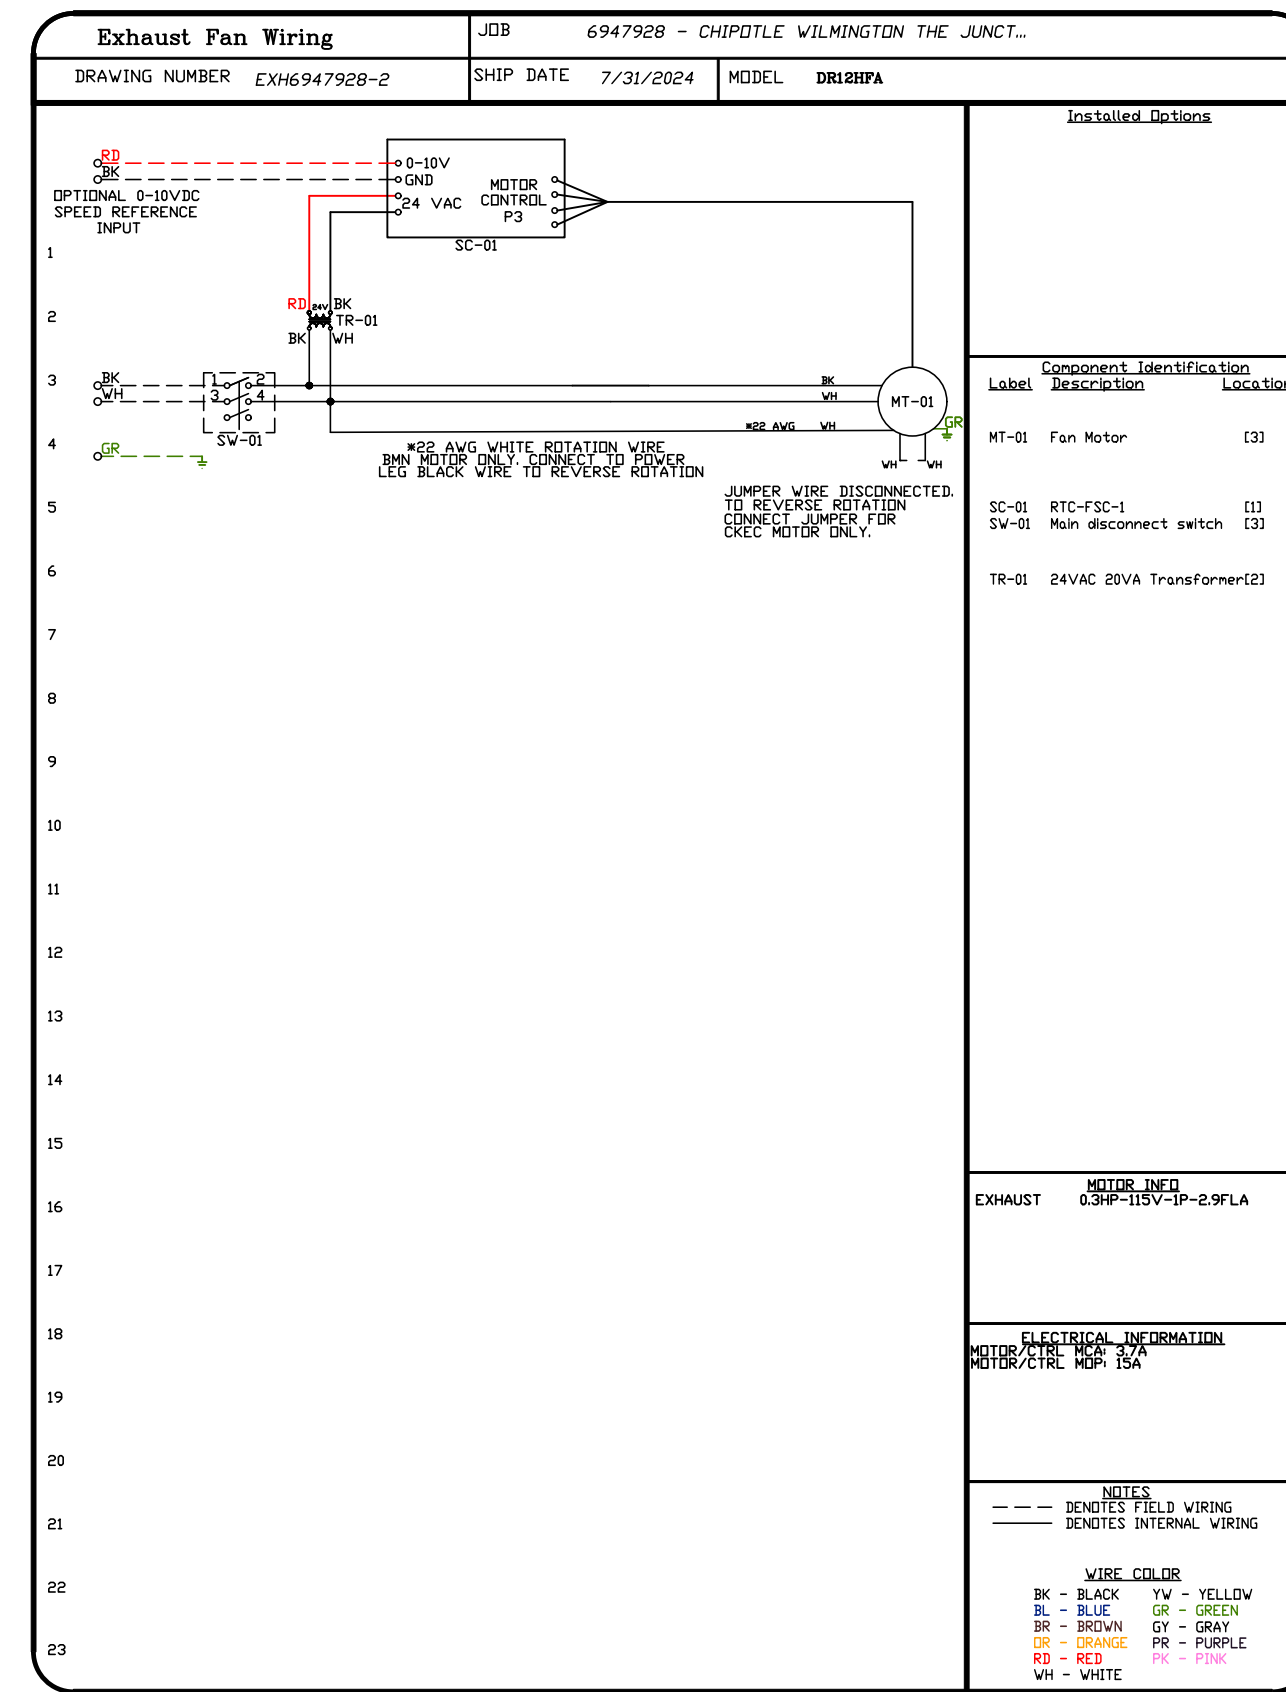 Exhaust Fan Wiring
JOB 6947928 - CHIPOTLE WILMINGTON THE JUNCT...
DRAWING NUMBER EXH6947928-2
SHIP DATE 7/31/2024
MODEL DR12HFA
RD
BK
OPTIONAL 0-10VDC
SPEED REFERENCE
INPUT
0-10V
GND
24 VAC
MOTOR
CONTROL
P3
SC-01
RD 24V BK
TR-01
BK WH
BK
WH
1 2
3 4
SW-01
GR
BK
WH
*22 AWG WH
MT-01
GR
WH WH
*22 AWG WHITE ROTATION WIRE
BMN MOTOR ONLY. CONNECT TO POWER
LEG BLACK WIRE TO REVERSE ROTATION
JUMPER WIRE DISCONNECTED.
TO REVERSE ROTATION
CONNECT JUMPER FOR
CKEC MOTOR ONLY.
1
2
3
4
5
6
7
8
9
10
11
12
13
14
15
16
17
18
19
20
21
22
23
Installed Options
Component Identification
Label Description Location
MT-01 Fan Motor [3]
SC-01 RTC-FSC-1 [1]
SW-01 Main disconnect switch [3]
TR-01 24VAC 20VA Transformer[2]
MOTOR INFO
EXHAUST 0.3HP-115V-1P-2.9FLA
ELECTRICAL INFORMATION
MOTOR/CTRL MCA: 3.7A
MOTOR/CTRL MOP: 15A
NOTES
DENOTES FIELD WIRING
DENOTES INTERNAL WIRING
WIRE COLOR
BK - BLACK YW - YELLOW
BL - BLUE GR - GREEN
BR - BROWN GY - GRAY
OR - ORANGE PR - PURPLE
RD - RED PK - PINK
WH - WHITE